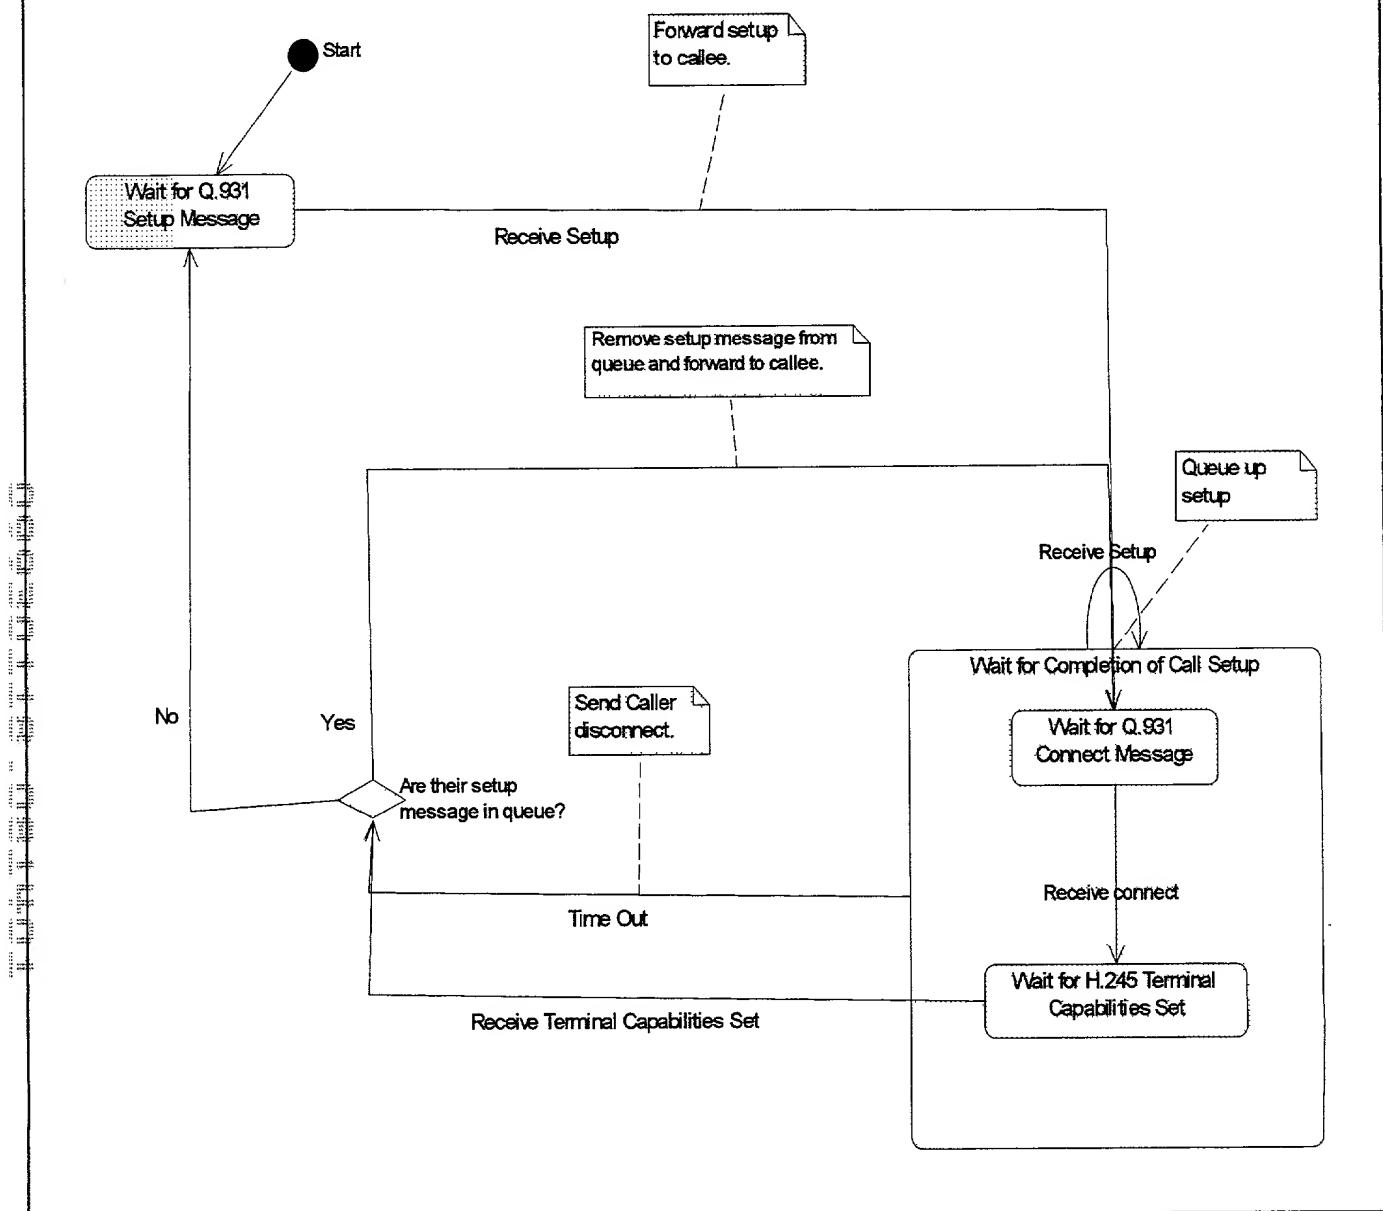 Start
Forward setup
to callee.
Wait for Q.931
Setup Message
Receive Setup
Remove setup message from
queue and forward to callee.
Queue up
setup
Receive Setup
Wait for Completion of Call Setup
Send Caller
disconnect.
No
Yes
Wait for Q.931
Connect Message
Are their setup
message in queue?
Receive connect
Time Out
Wait for H.245 Terminal
Capabilities Set
Receive Terminal Capabilities Set